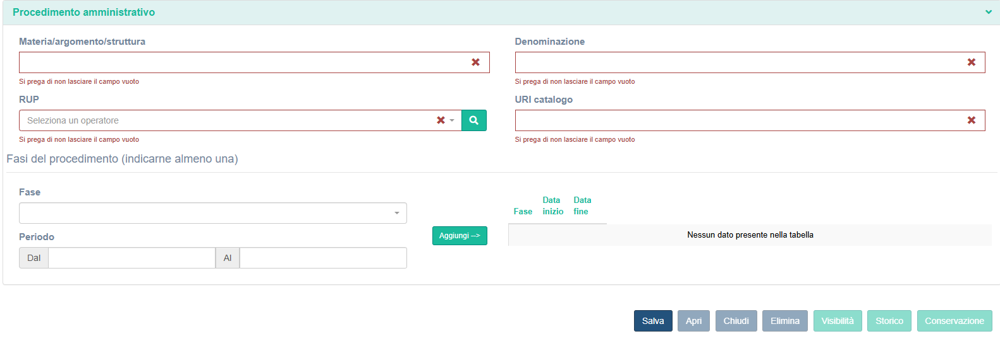 Procedimento amministrativo
Materia/argomento/struttura
Denominazione
Si prega di non lasciare il campo vuoto
Si prega di non lasciare il campo vuoto
RUP
URI catalogo
Seleziona un operatore
Si prega di non lasciare il campo vuoto
Si prega di non lasciare il campo vuoto
Fasi del procedimento (indicarne almeno una)
Fase
Periodo
Dal
Al
Aggiungi -->
Fase
Data inizio
Data fine
Nessun dato presente nella tabella
Salva
Apri
Chiudi
Elimina
Visibilità
Storico
Conservazione